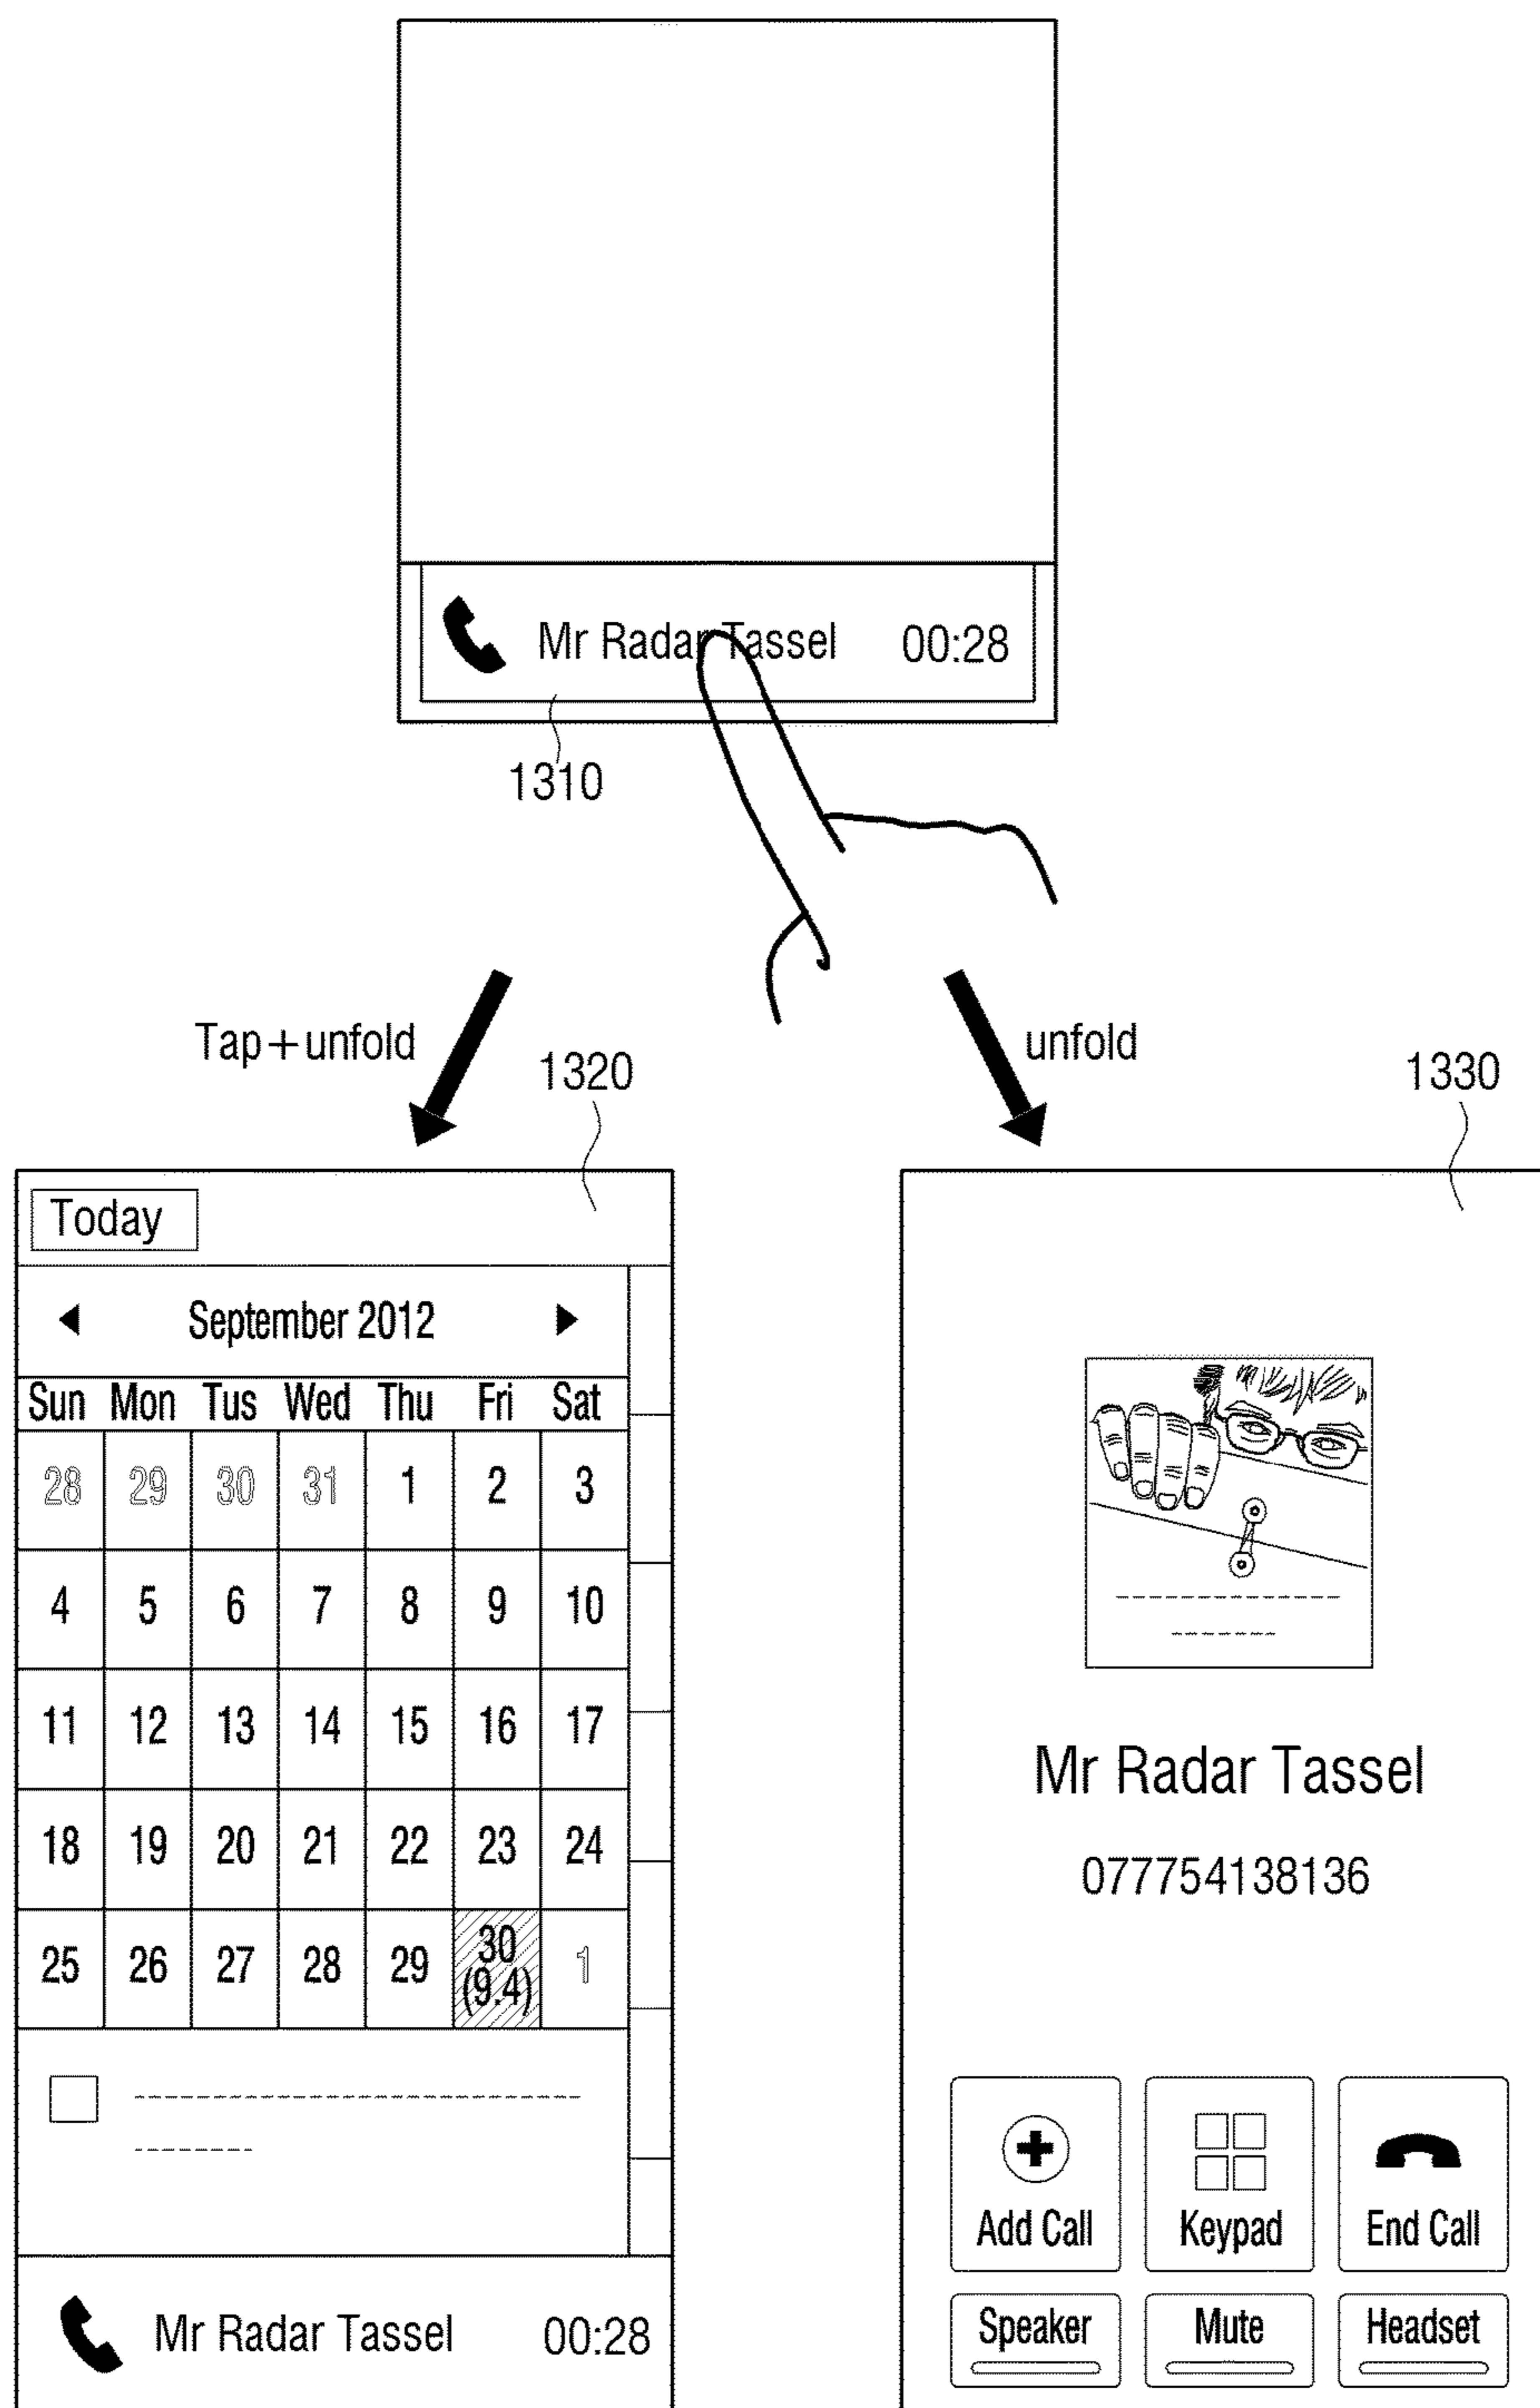 Mr Radar Tassel 00:28
1310
Tap+unfold
unfold
1320
1330
Today
September 2012
Sun Mon Tus Wed Thu Fri Sat
28 29 30 31 1 2 3
4 5 6 7 8 9 10
11 12 13 14 15 16 17
18 19 20 21 22 23 24
25 26 27 28 29 30 1
(9.4)
Mr Radar Tassel 00:28
Mr Radar Tassel
077754138136
Add Call Keypad End Call
Speaker Mute Headset